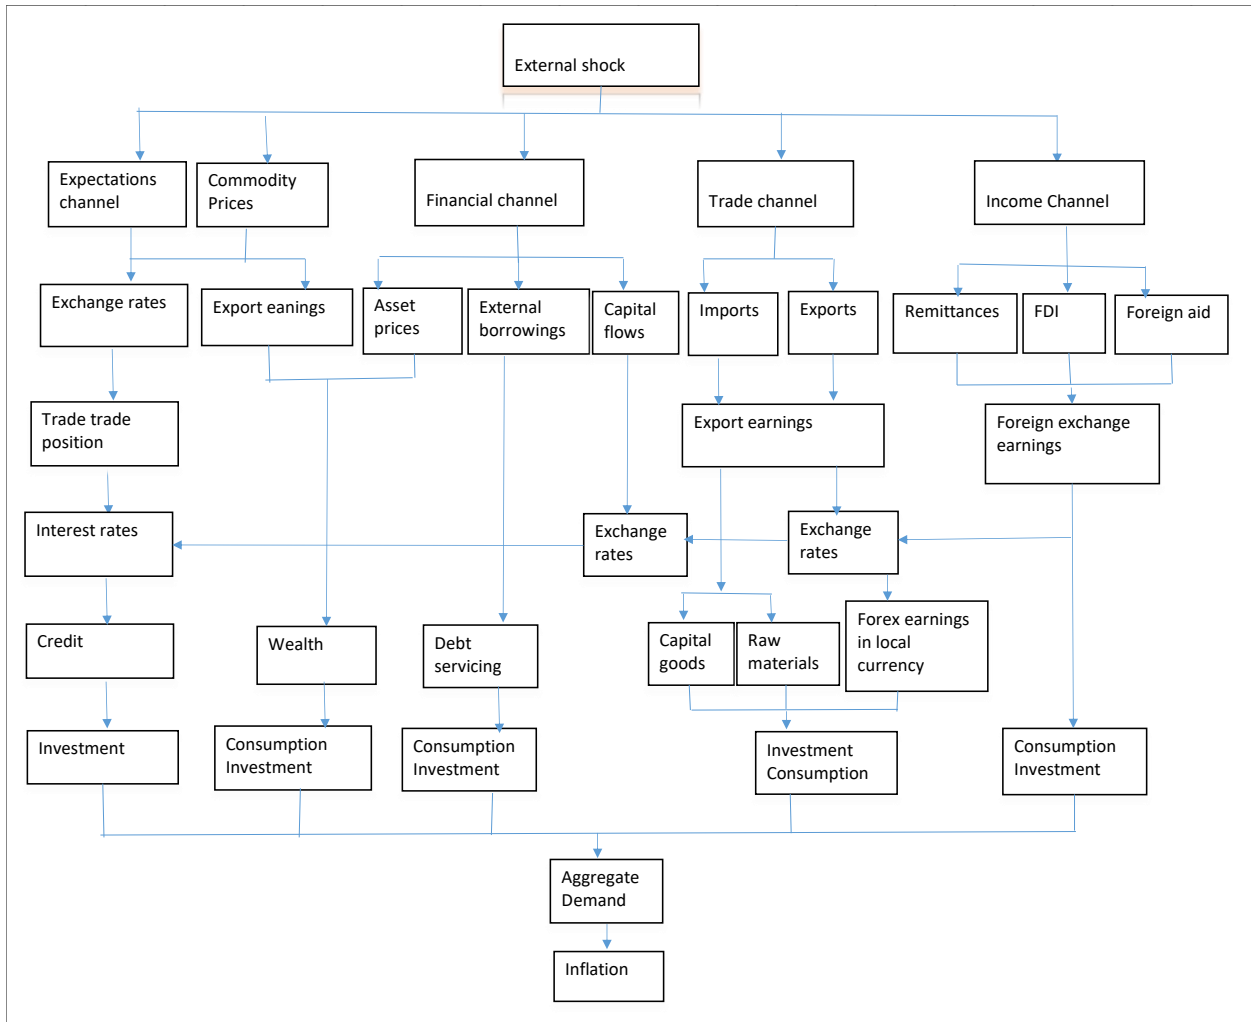 External shock
Expectations
channel
Commodity
Prices
Financial channel
Trade channel
Income Channel
Exchange rates
Export eanings
Asset
prices
External
borrowings
Capital
flows
Imports
Exports
Remittances
FDI
Foreign aid
Trade trade
position
Export earnings
Foreign exchange
earnings
Interest rates
Exchange
rates
Exchange
rates
Credit
Wealth
Debt
servicing
Capital
goods
Raw
materials
Forex earnings
in local
currency
Investment
Consumption
Investment
Consumption
Investment
Investment
Consumption
Consumption
Investment
Aggregate
Demand
Inflation